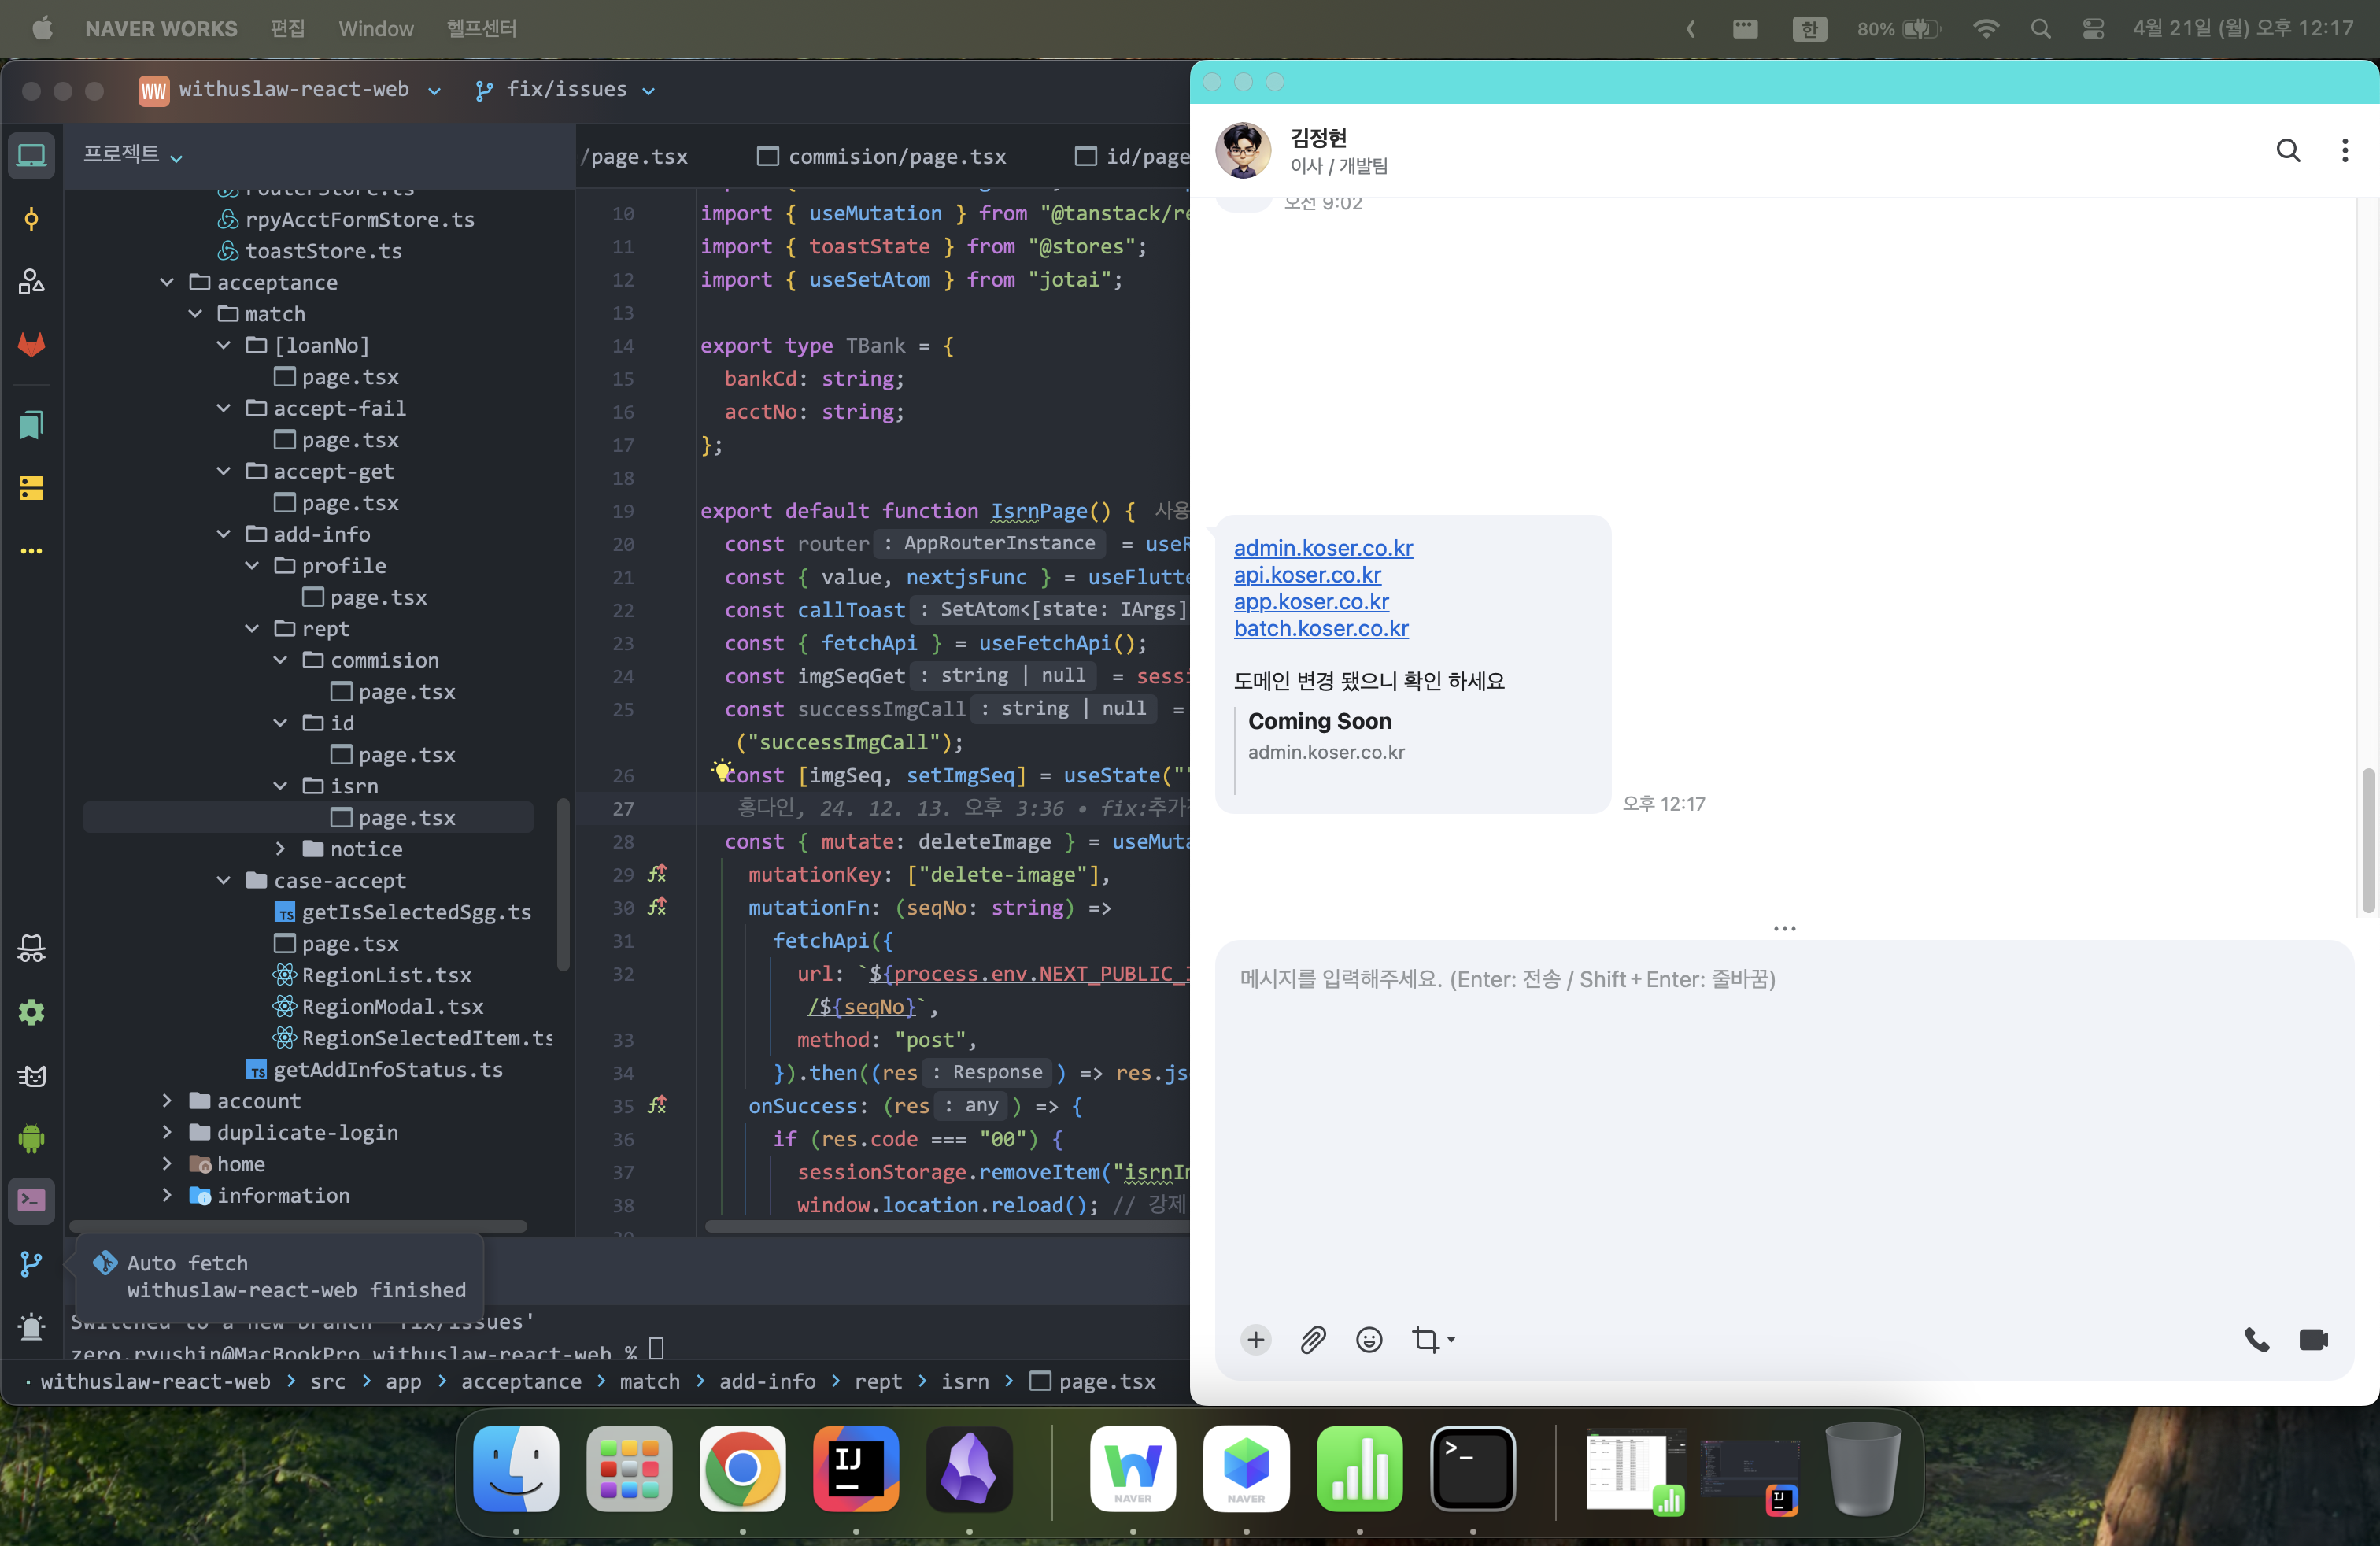 NAVER WORKS 편집 Window 헬프센터
한 80% 4월 21일 (월) 오후 12:17
WW withuslaw-react-web fix/issues
프로젝트
routerStore.ts
rpyAcctFormStore.ts
toastStore.ts
acceptance
match
[loanNo]
page.tsx
accept-fail
page.tsx
accept-get
page.tsx
add-info
profile
page.tsx
rept
commision
page.tsx
id
page.tsx
isrn
page.tsx
notice
case-accept
getIsSelectedSgg.ts
page.tsx
RegionList.tsx
RegionModal.tsx
RegionSelectedItem.ts
getAddInfoStatus.ts
account
duplicate-login
home
information
/page.tsx commision/page.tsx id/page
10 import { useMutation } from "@tanstack/re
11 import { toastState } from "@stores";
12 import { useSetAtom } from "jotai";
13
14 export type TBank = {
15 bankCd: string;
16 acctNo: string;
17 };
18
19 export default function IsrnPage() { 사용
20 const router : AppRouterInstance = useR
21 const { value, nextjsFunc } = useFlutte
22 const callToast : SetAtom<[state: IArgs]
23 const { fetchApi } = useFetchApi();
24 const imgSeqGet : string | null = sessi
25 const successImgCall : string | null =
("successImgCall");
26 const [imgSeq, setImgSeq] = useState("
27 홍다인, 24. 12. 13. 오후 3:36 • fix:추가
28 const { mutate: deleteImage } = useMuta
29 mutationKey: ["delete-image"],
30 mutationFn: (seqNo: string) =>
31 fetchApi({
32 url: `${process.env.NEXT_PUBLIC_
/${seqNo}`,
33 method: "post",
34 }).then((res : Response ) => res.js
35 onSuccess: (res : any ) => {
36 if (res.code === "00") {
37 sessionStorage.removeItem("isrnI
38 window.location.reload(); // 강제
Auto fetch
withuslaw-react-web finished
Switched to a new branch 'fix/issues'
zero.ryushin@MacBookPro withuslaw-react-web %
withuslaw-react-web > src > app > acceptance > match > add-info > rept > isrn > page.tsx
김정현
이사 / 개발팀
오전 9:02
admin.koser.co.kr
api.koser.co.kr
app.koser.co.kr
batch.koser.co.kr
도메인 변경 됐으니 확인 하세요
Coming Soon
admin.koser.co.kr
오후 12:17
메시지를 입력해주세요. (Enter: 전송 / Shift+Enter: 줄바꿈)
IJ
NAVER
NAVER
IJ